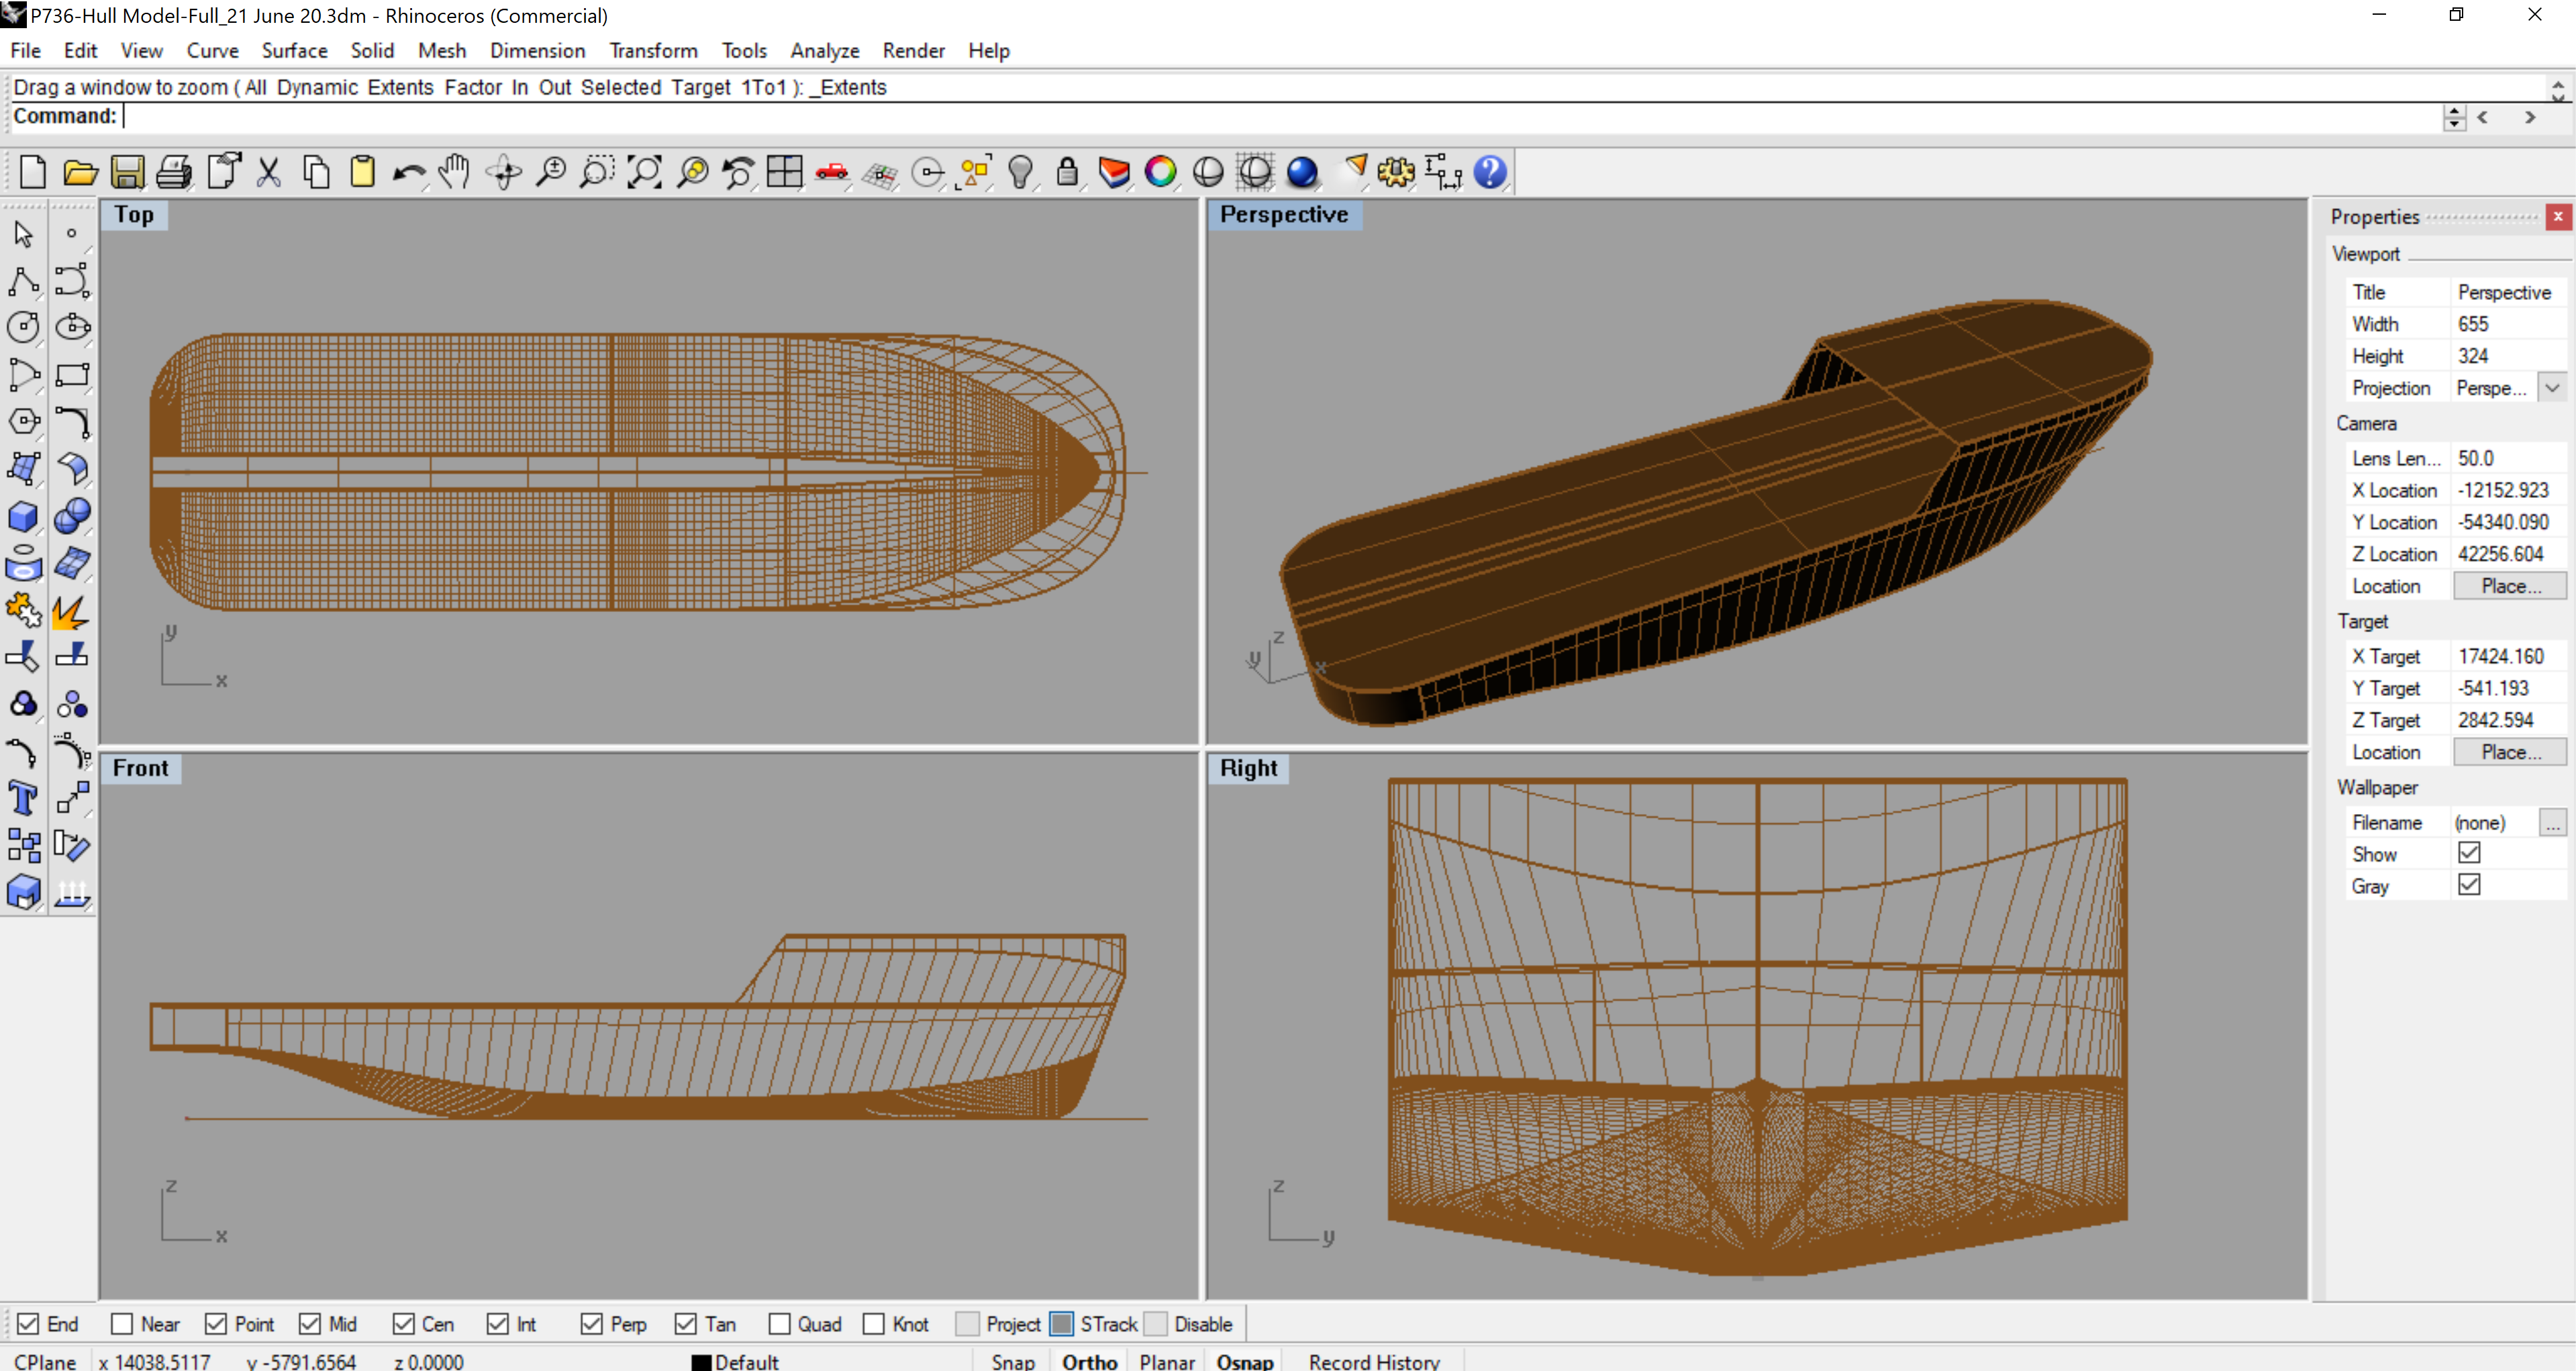 P736-Hull Model-Full_21 June 20.3dm - Rhinoceros (Commercial)
File Edit View Curve Surface Solid Mesh Dimension Transform Tools Analyze Render Help
Drag a window to zoom ( All Dynamic Extents Factor In Out Selected Target 1To1 ): _Extents
Command:
Top
Perspective
Properties
Viewport
Title Perspective
Width 655
Height 324
Projection Perspe...
Camera
Lens Len... 50.0
X Location -12152.923
Y Location -54340.090
Z Location 42256.604
Location Place...
Target
X Target 17424.160
Y Target -541.193
Z Target 2842.594
Location Place...
Wallpaper
Filename (none) ...
Show
Gray
y
x
z
y
x
Front
Right
z
x
z
y
End Near Point Mid Cen Int Perp Tan Quad Knot Project STrack Disable
CPlane x 14038.5117 y -5791.6564 z 0.0000 Default Snap Ortho Planar Osnap Record History